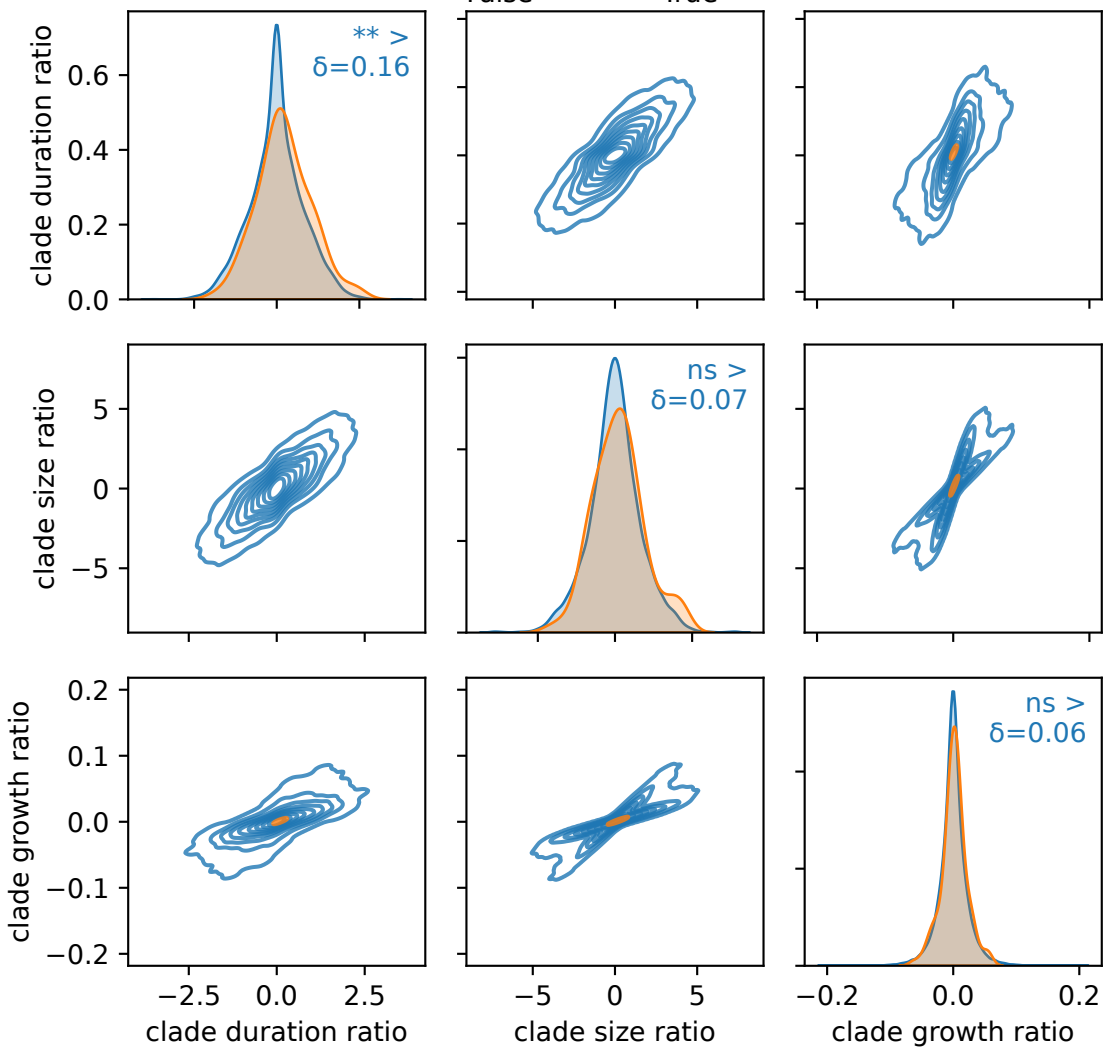 False True
** >
δ=0.16
clade duration ratio
0.6
0.4
0.2
0.0
ns >
δ=0.07
clade size ratio
5
0
−5
ns >
δ=0.06
clade growth ratio
0.2
0.1
0.0
−0.1
−0.2
−2.5 0.0 2.5
−5 0 5
−0.2 0.0 0.2
clade duration ratio
clade size ratio
clade growth ratio